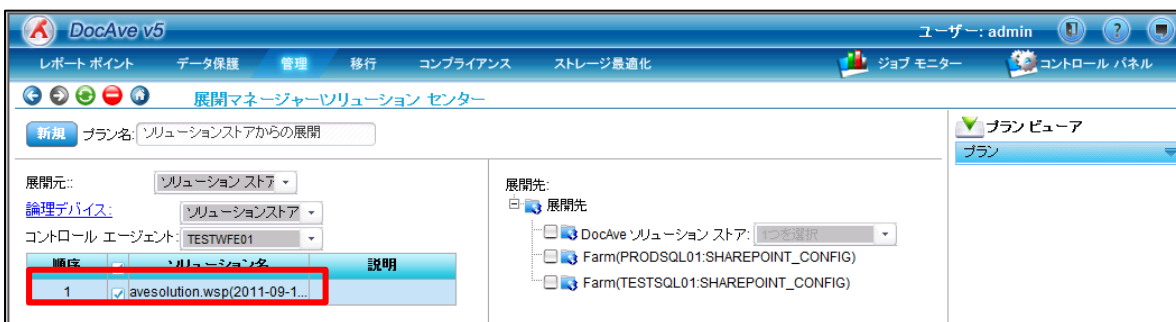 DocAve v5
ユーザー: admin
レポート ポイント データ保護 管理 移行 コンプライアンス ストレージ最適化 ジョブ モニター コントロール パネル
展開マネージャー\ソリューション センター
新規 プラン名: ソリューションストアからの展開
プラン ビューア
プラン
展開元::
ソリューション ストア
論理デバイス:
ソリューションストア
コントロール エージェント: TESTWFE01
順序 ソリューション名 説明
1 avesolution.wsp(2011-09-1...
展開先:
展開先
DocAve ソリューション ストア: 1つを選択
Farm(PRODSQL01:SHAREPOINT_CONFIG)
Farm(TESTSQL01:SHAREPOINT_CONFIG)